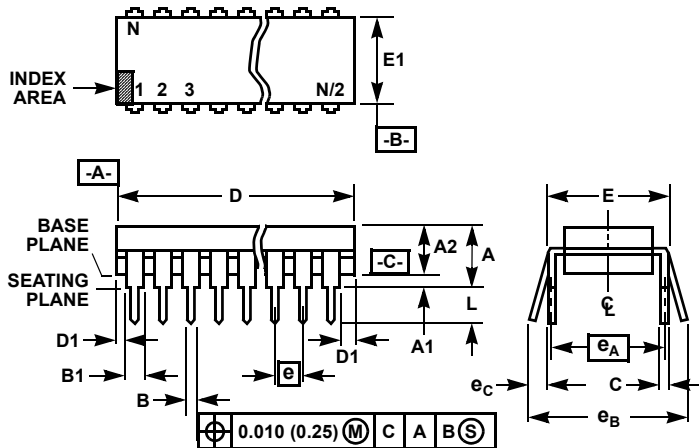 N
E1
INDEX
AREA
1 2 3 N/2
-B-
-A-
D
E
BASE
PLANE
A2
A
-C-
SEATING
PLANE
L
℄
D1
A1
D1
eA
B1
e
eC
C
B
eB
0.010 (0.25) Ⓜ C A B Ⓢ